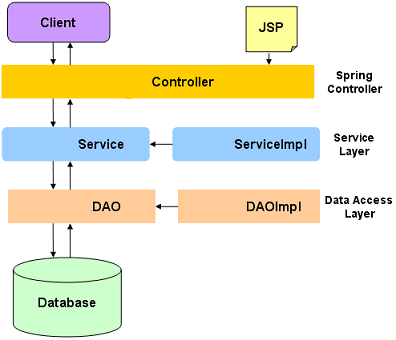 Client
JSP
Controller
Spring
Controller
Service
ServiceImpl
Service
Layer
DAO
DAOImpl
Data Access
Layer
Database